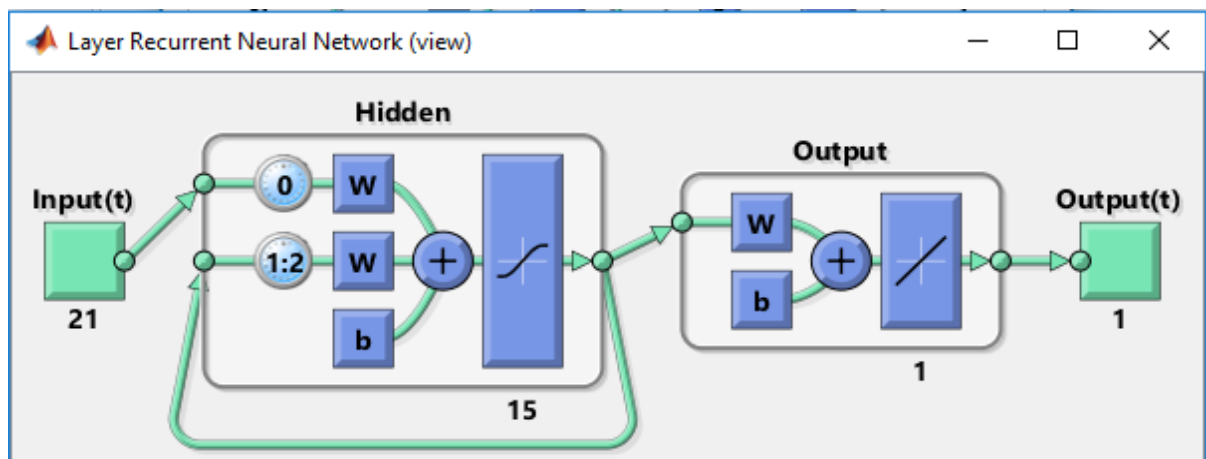 Layer Recurrent Neural Network (view)
Hidden
Output
Input(t)
Output(t)
0
W
W
1:2
W
+
+
b
b
21
15
1
1